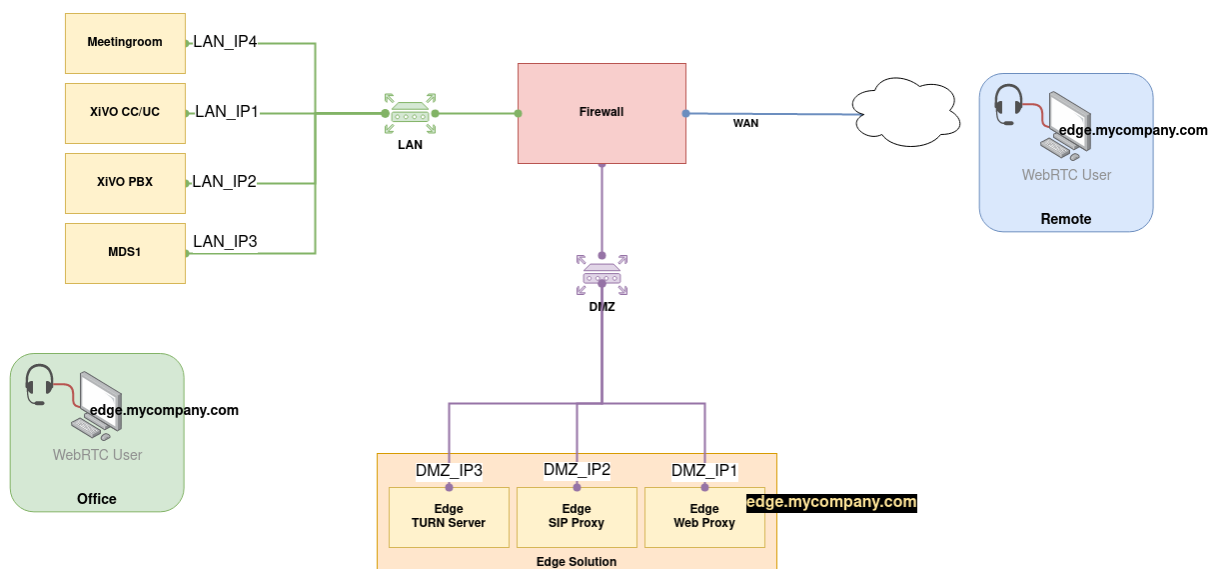 Meetingroom
LAN_IP4
XiVO CC/UC
LAN_IP1
XiVO PBX
LAN_IP2
MDS1
LAN_IP3
LAN
Firewall
WAN
edge.mycompany.com
WebRTC User
Remote
DMZ
edge.mycompany.com
WebRTC User
Office
DMZ_IP3
DMZ_IP2
DMZ_IP1
Edge
TURN Server
Edge
SIP Proxy
Edge
Web Proxy
edge.mycompany.com
Edge Solution